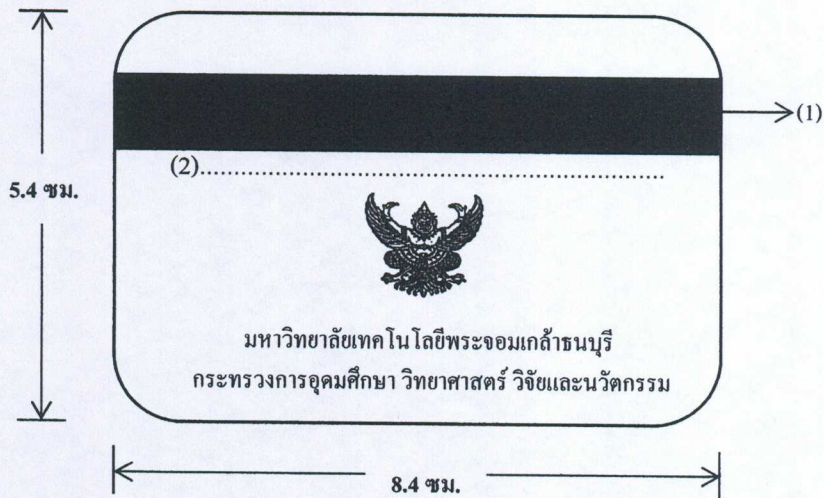 (1)
(2)........................................................................
5.4 ซม.
มหาวิทยาลัยเทคโนโลยีพระจอมเกล้าธนบุรี
กระทรวงการอุดมศึกษา วิทยาศาสตร์ วิจัยและนวัตกรรม
8.4 ซม.